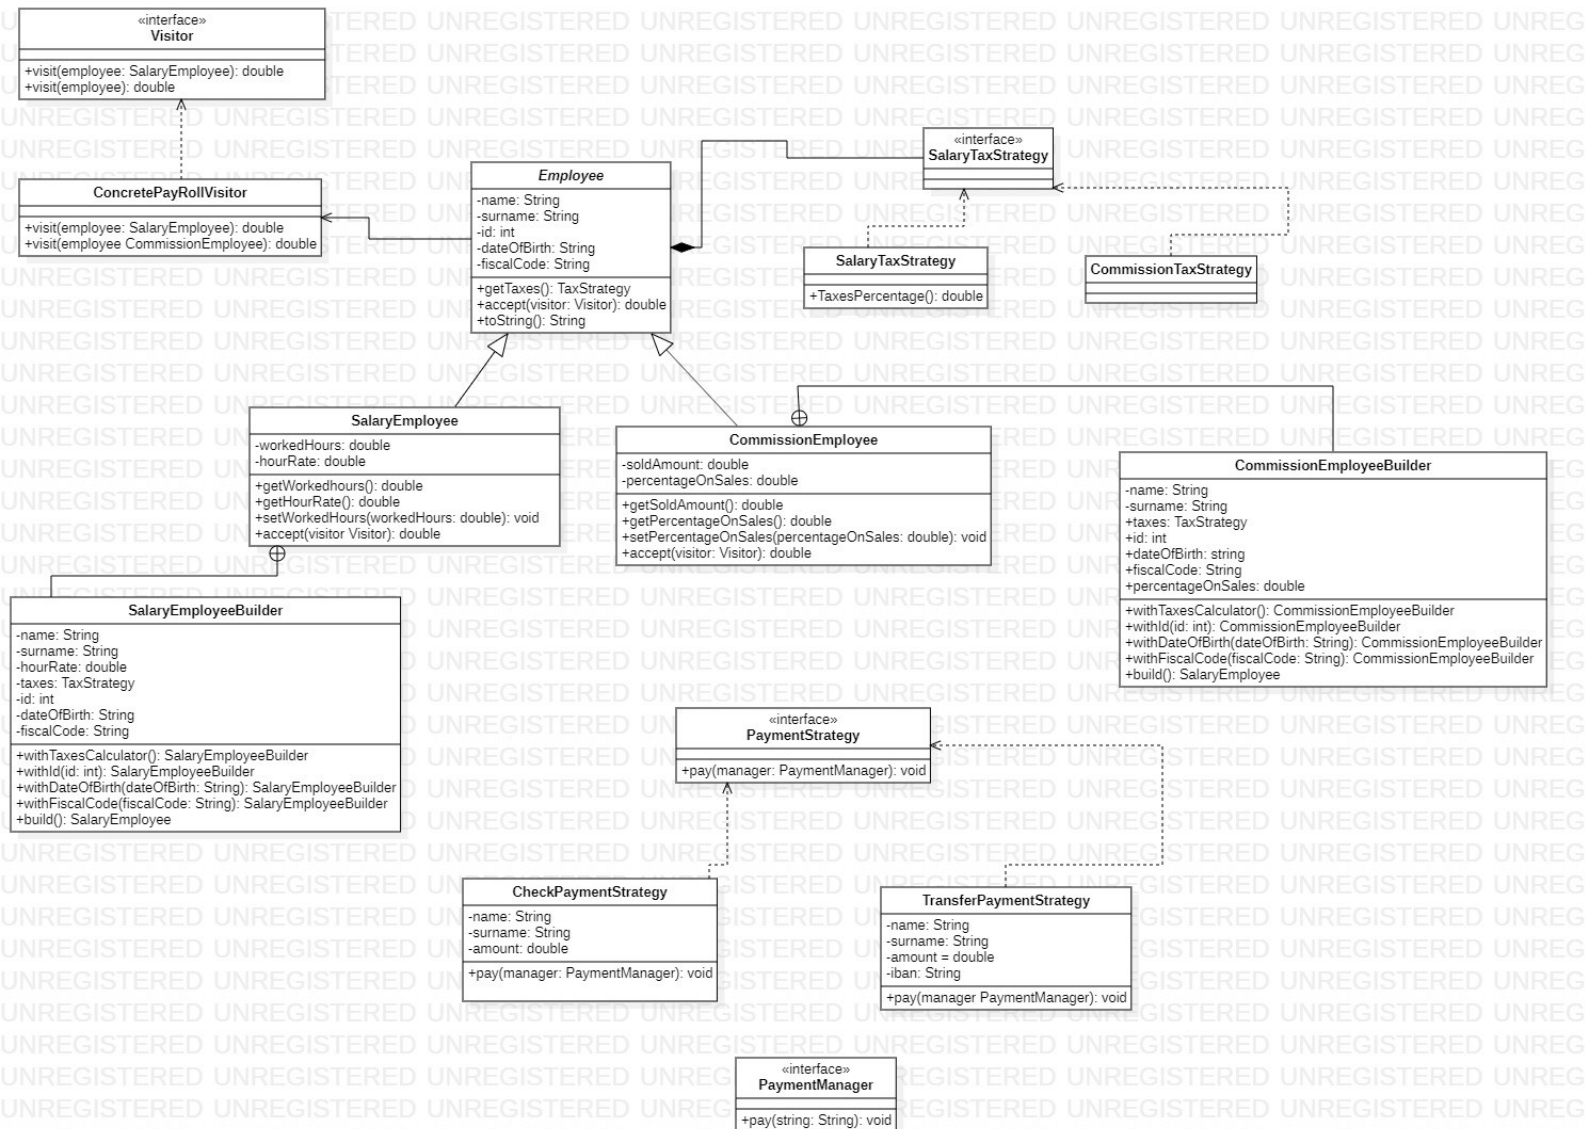 «interface»
Visitor
+visit(employee: SalaryEmployee): double
+visit(employee): double
ConcretePayRollVisitor
+visit(employee: SalaryEmployee): double
+visit(employee CommissionEmployee): double
Employee
-name: String
-surname: String
-id: int
-dateOfBirth: String
-fiscalCode: String
+getTaxes(): TaxStrategy
+accept(visitor: Visitor): double
+toString(): String
«interface»
SalaryTaxStrategy
SalaryTaxStrategy
+TaxesPercentage(): double
CommissionTaxStrategy
SalaryEmployee
-workedHours: double
-hourRate: double
+getWorkedhours(): double
+getHourRate(): double
+setWorkedHours(workedHours: double): void
+accept(visitor Visitor): double
CommissionEmployee
-soldAmount: double
-percentageOnSales: double
+getSoldAmount(): double
+getPercentageOnSales(): double
+setPercentageOnSales(percentageOnSales: double): void
+accept(visitor: Visitor): double
CommissionEmployeeBuilder
-name: String
-surname: String
+taxes: TaxStrategy
+id: int
+dateOfBirth: string
+fiscalCode: String
+percentageOnSales: double
+withTaxesCalculator(): CommissionEmployeeBuilder
+withId(id: int): CommissionEmployeeBuilder
+withDateOfBirth(dateOfBirth: String): CommissionEmployeeBuilder
+withFiscalCode(fiscalCode: String): CommissionEmployeeBuilder
+build(): SalaryEmployee
SalaryEmployeeBuilder
-name: String
-surname: String
-hourRate: double
-taxes: TaxStrategy
-id: int
-dateOfBirth: String
-fiscalCode: String
+withTaxesCalculator(): SalaryEmployeeBuilder
+withId(id: int): SalaryEmployeeBuilder
+withDateOfBirth(dateOfBirth: String): SalaryEmployeeBuilder
+withFiscalCode(fiscalCode: String): SalaryEmployeeBuilder
+build(): SalaryEmployee
«interface»
PaymentStrategy
+pay(manager: PaymentManager): void
CheckPaymentStrategy
-name: String
-surname: String
-amount: double
+pay(manager: PaymentManager): void
TransferPaymentStrategy
-name: String
-surname: String
-amount = double
-iban: String
+pay(manager PaymentManager): void
«interface»
PaymentManager
+pay(string: String): void
UNREGISTERED